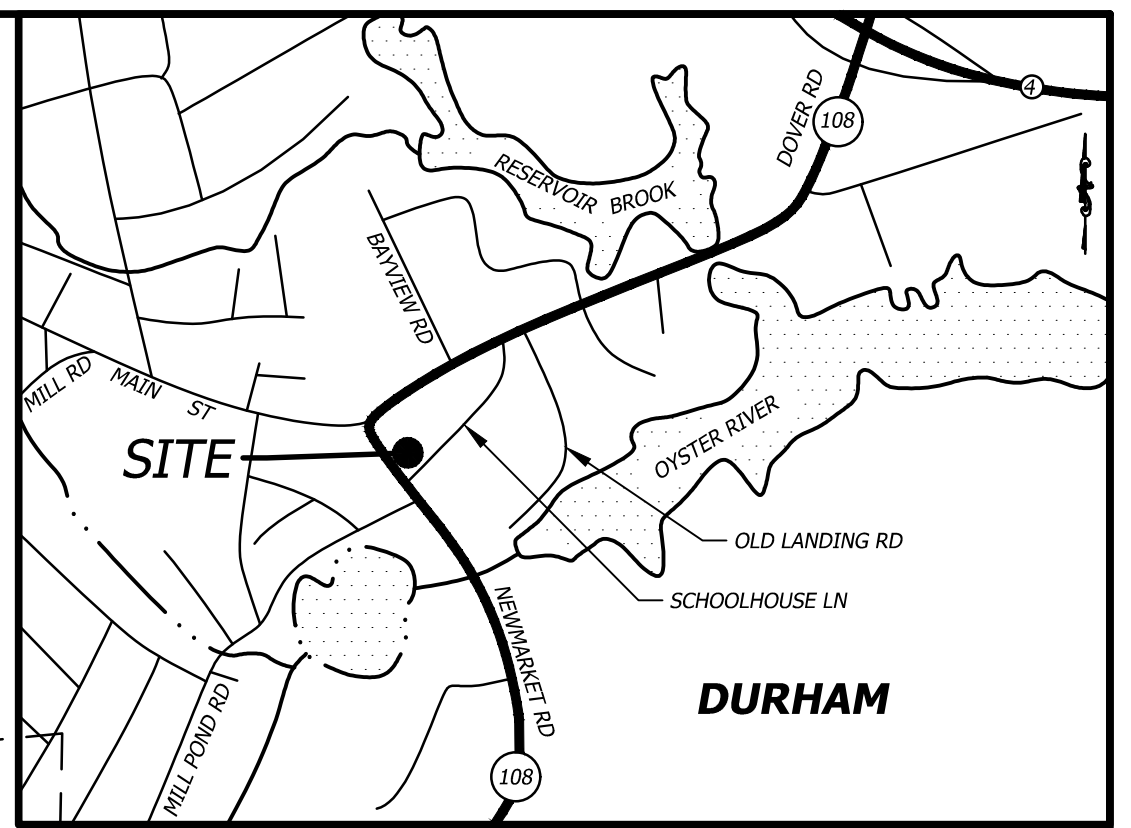 4
DOVER RD
108
RESERVOIR BROOK
BAYVIEW RD
MILL RD
MAIN ST
SITE
OYSTER RIVER
OLD LANDING RD
SCHOOLHOUSE LN
NEWMARKET RD
DURHAM
MILL POND RD
108